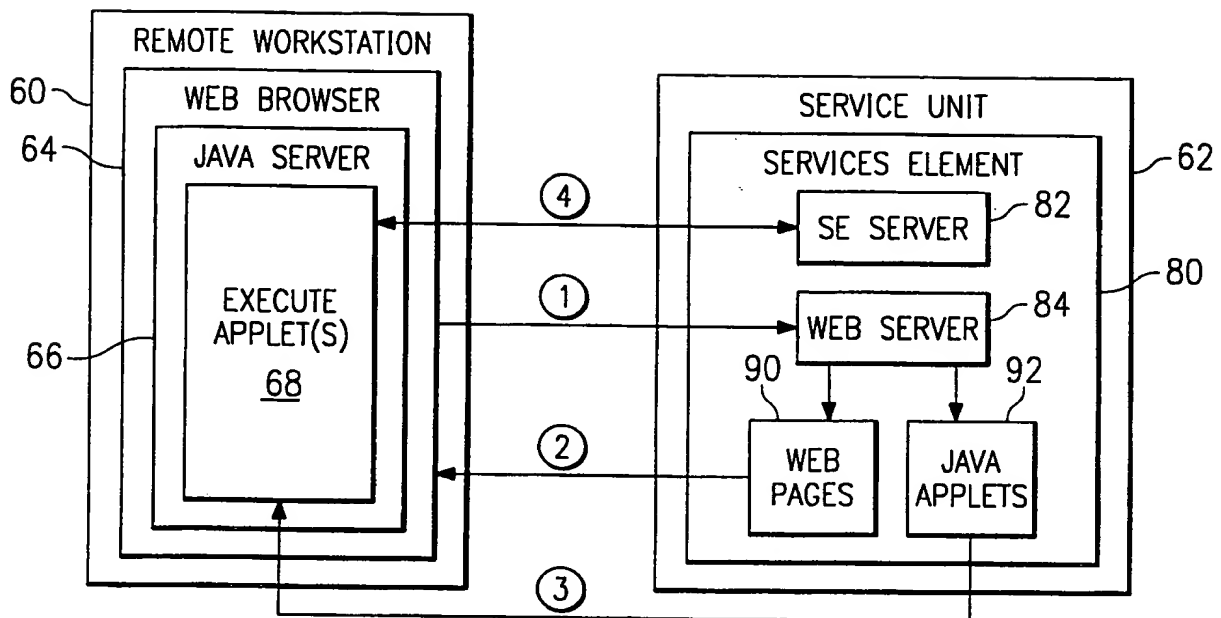 REMOTE WORKSTATION
60
WEB BROWSER
64
JAVA SERVER
66
EXECUTE
APPLET(S)
68
4
1
2
3
SERVICE UNIT
62
SERVICES ELEMENT
80
SE SERVER
82
WEB SERVER
84
90
WEB
PAGES
92
JAVA
APPLETS